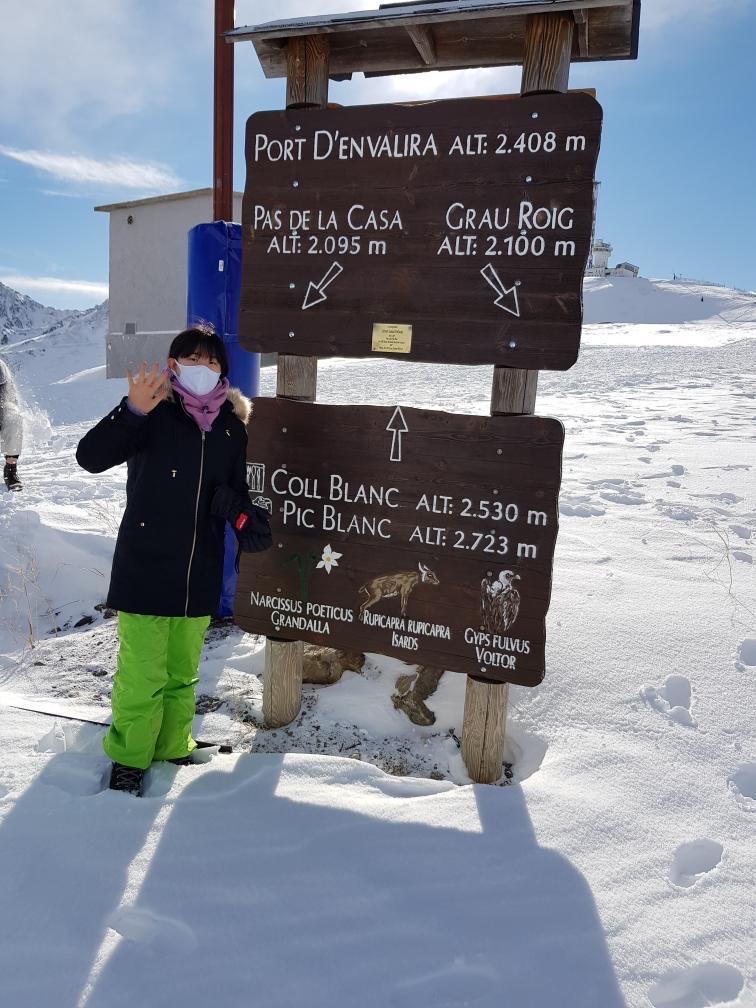 PORT D'ENVALIRA ALT: 2.408 m
PAS DE LA CASA
ALT: 2.095 m
GRAU ROIG
ALT: 2.100 m
COLL BLANC ALT: 2.530 m
PIC BLANC ALT: 2.723 m
NARCISSUS POETICUS
GRANDALLA
RUPICAPRA RUPICAPRA
ISARDS
GYPS FULVUS
VOLTOR